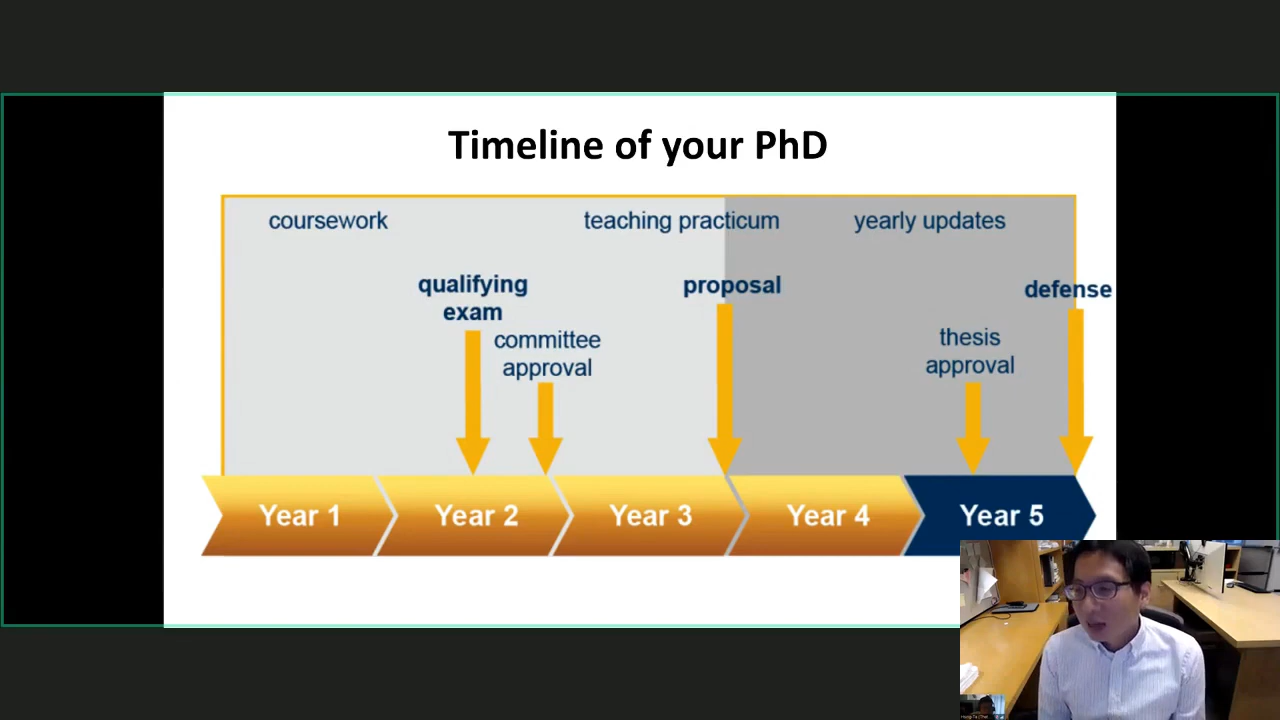 Timeline of your PhD
coursework
teaching practicum
yearly updates
qualifying
exam
committee
approval
proposal
thesis
approval
defense
Year 1
Year 2
Year 3
Year 4
Year 5